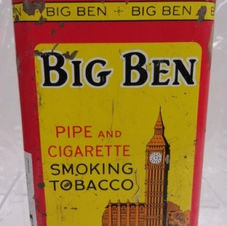 N BIG BEN + BIG BEN
BIG BEN
PIPE AND
CIGARETTE
SMOKING
TOBACCO